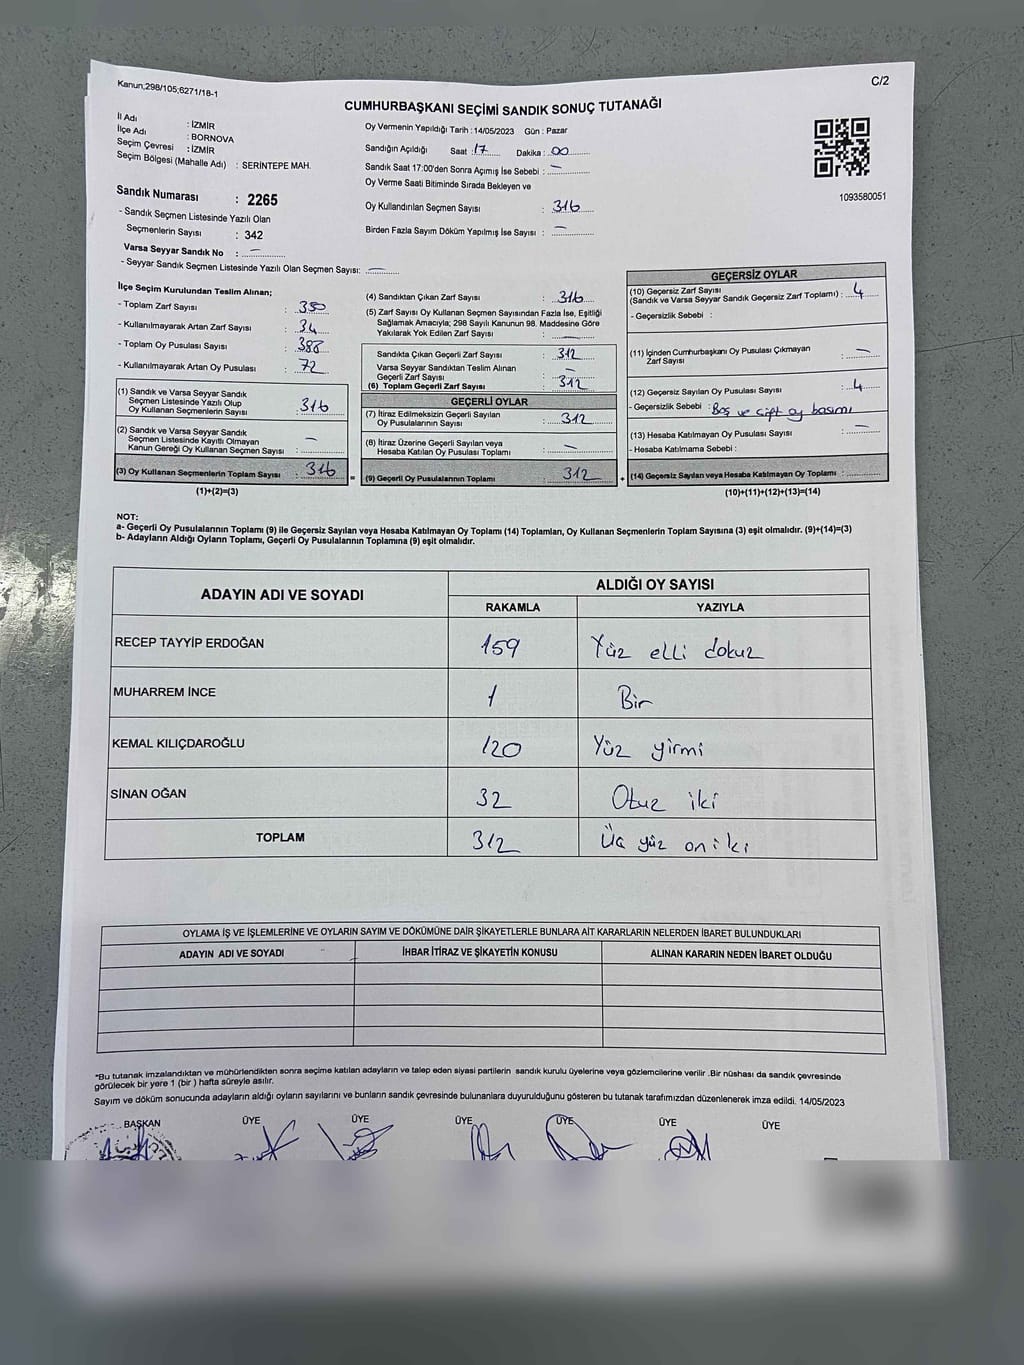 Kanun,298/105;6271/18-1
C/2
CUMHURBAŞKANI SEÇİMİ SANDIK SONUÇ TUTANAĞI
İl Adı : İZMİR
İlçe Adı : BORNOVA
Seçim Çevresi : İZMİR
Seçim Bölgesi (Mahalle Adı) : SERİNTEPE MAH.
Oy Vermenin Yapıldığı Tarih : 14/05/2023 Gün : Pazar
Sandığın Açıldığı Saat : 17 Dakika : 00
Sandık Saat 17:00'den Sonra Açmış İse Sebebi : —
Oy Verme Saati Bitiminde Sırada Bekleyen ve
Oy Kullandırılan Seçmen Sayısı : 316
Birden Fazla Sayım Döküm Yapılmış İse Sayısı : —
1093580051
Sandık Numarası : 2265
- Sandık Seçmen Listesinde Yazılı Olan
Seçmenlerin Sayısı : 342
Varsa Seyyar Sandık No : —
- Seyyar Sandık Seçmen Listesinde Yazılı Olan Seçmen Sayısı: —
İlçe Seçim Kurulundan Teslim Alınan;
- Toplam Zarf Sayısı : 350
- Kullanılmayarak Artan Zarf Sayısı : 34
- Toplam Oy Pusulası Sayısı : 388
- Kullanılmayarak Artan Oy Pusulası : 72
(1) Sandık ve Varsa Seyyar Sandık
Seçmen Listesinde Yazılı Olup
Oy Kullanan Seçmenlerin Sayısı : 316
(2) Sandık ve Varsa Seyyar Sandık
Seçmen Listesinde Kayıtlı Olmayan
Kanun Gereği Oy Kullanan Seçmen Sayısı : —
(3) Oy Kullanan Seçmenlerin Toplam Sayısı : 316
(1)+(2)=(3)
(4) Sandıktan Çıkan Zarf Sayısı : 316
(5) Zarf Sayısı Oy Kullanan Seçmen Sayısından Fazla İse, Eşitliği
Sağlamak Amacıyla; 298 Sayılı Kanunun 98. Maddesine Göre
Yakılarak Yok Edilen Zarf Sayısı : —
Sandıkta Çıkan Geçerli Zarf Sayısı : 312
Varsa Seyyar Sandıktan Teslim Alınan
Geçerli Zarf Sayısı : —
(6) Toplam Geçerli Zarf Sayısı : 312
GEÇERLİ OYLAR
(7) İtiraz Edilmeksizin Geçerli Sayılan
Oy Pusulalarının Sayısı : 312
(8) İtiraz Üzerine Geçerli Sayılan veya
Hesaba Katılan Oy Pusulası Toplamı : —
= (9) Geçerli Oy Pusulalarının Toplamı : 312 +
GEÇERSİZ OYLAR
(10) Geçersiz Zarf Sayısı
(Sandık ve Varsa Seyyar Sandık Geçersiz Zarf Toplamı) : 4
- Geçersizlik Sebebi :
(11) İçinden Cumhurbaşkanı Oy Pusulası Çıkmayan
Zarf Sayısı : —
(12) Geçersiz Sayılan Oy Pusulası Sayısı : 4
- Geçersizlik Sebebi : Boş ve çift oy basımı
(13) Hesaba Katılmayan Oy Pusulası Sayısı : —
- Hesaba Katılmama Sebebi :
(14) Geçersiz Sayılan veya Hesaba Katılmayan Oy Toplamı :
(10)+(11)+(12)+(13)=(14)
NOT:
a- Geçerli Oy Pusulalarının Toplamı (9) ile Geçersiz Sayılan veya Hesaba Katılmayan Oy Toplamı (14) Toplamları, Oy Kullanan Seçmenlerin Toplam Sayısına (3) eşit olmalıdır. (9)+(14)=(3)
b- Adayların Aldığı Oyların Toplamı, Geçerli Oy Pusulalarının Toplamına (9) eşit olmalıdır.
ADAYIN ADI VE SOYADI
ALDIĞI OY SAYISI
RAKAMLA YAZIYLA
RECEP TAYYİP ERDOĞAN 159 Yüz elli dokuz
MUHARREM İNCE 1 Bir
KEMAL KILIÇDAROĞLU 120 Yüz yirmi
SİNAN OĞAN 32 Otuz iki
TOPLAM 312 Üç yüz on iki
OYLAMA İŞ VE İŞLEMLERİNE VE OYLARIN SAYIM VE DÖKÜMÜNE DAİR ŞİKAYETLERLE BUNLARA AİT KARARLARIN NELERDEN İBARET BULUNDUKLARI
ADAYIN ADI VE SOYADI İHBAR İTİRAZ VE ŞİKAYETİN KONUSU ALINAN KARARIN NEDEN İBARET OLDUĞU
*Bu tutanak imzalandıktan ve mühürlendikten sonra seçime katılan adayların ve talep eden siyasi partilerin sandık kurulu üyelerine veya gözlemcilerine verilir .Bir nüshası da sandık çevresinde
görülecek bir yere 1 (bir ) hafta süreyle asılır.
Sayım ve döküm sonucunda adayların aldığı oyların sayılarını ve bunların sandık çevresinde bulunanlara duyurulduğunu gösteren bu tutanak tarafımızdan düzenlenerek imza edildi. 14/05/2023
BAŞKAN ÜYE ÜYE ÜYE ÜYE ÜYE ÜYE